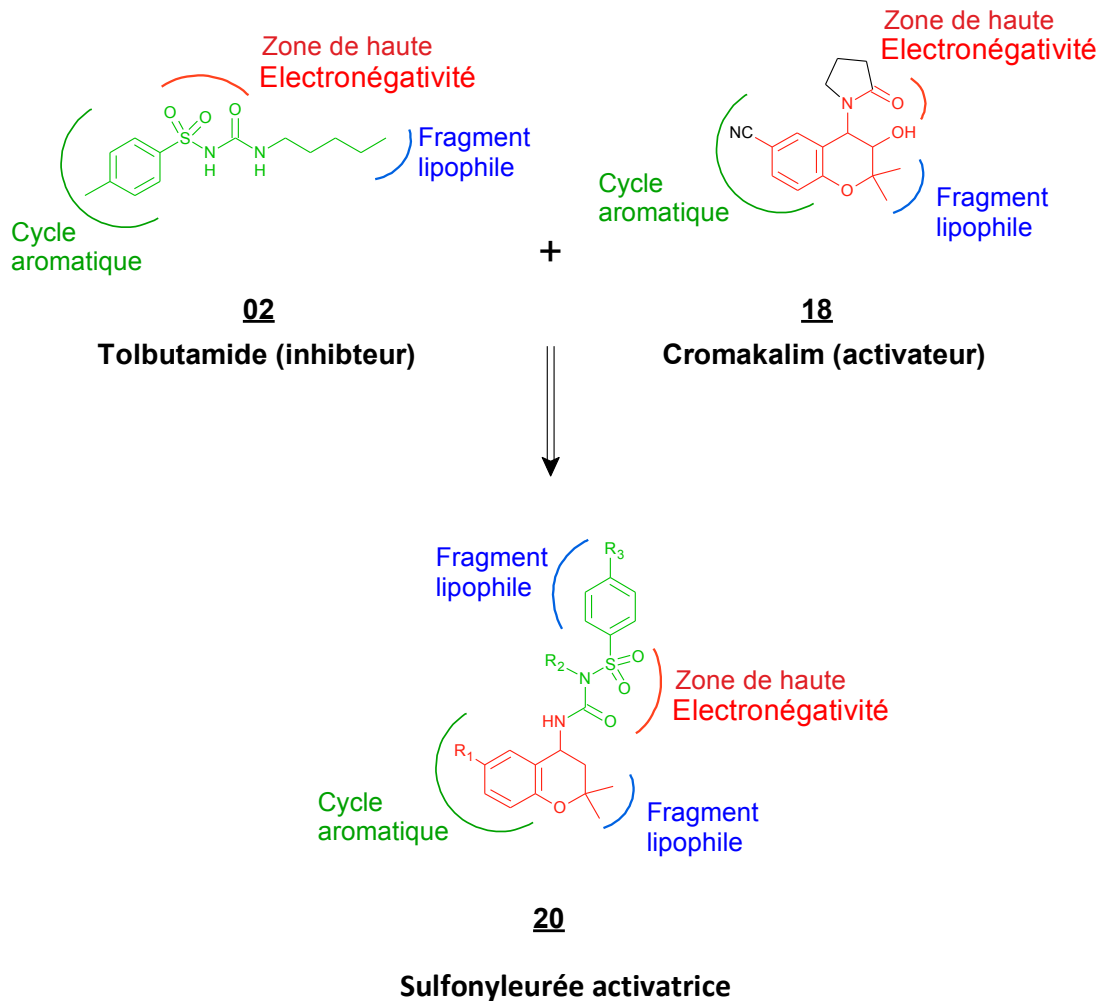 Zone de haute
Electronégativité
O O O
S
N
H
N
H
Fragment
lipophile
Cycle
aromatique
02
Tolbutamide (inhibteur)
+
Zone de haute
Electronégativité
N
O
NC
OH
O
Cycle
aromatique
Fragment
lipophile
18
Cromakalim (activateur)
Fragment
lipophile
R3
R2
N
S
O
O
HN
O
Zone de haute
Electronégativité
R1
O
Cycle
aromatique
Fragment
lipophile
20
Sulfonyleurée activatrice